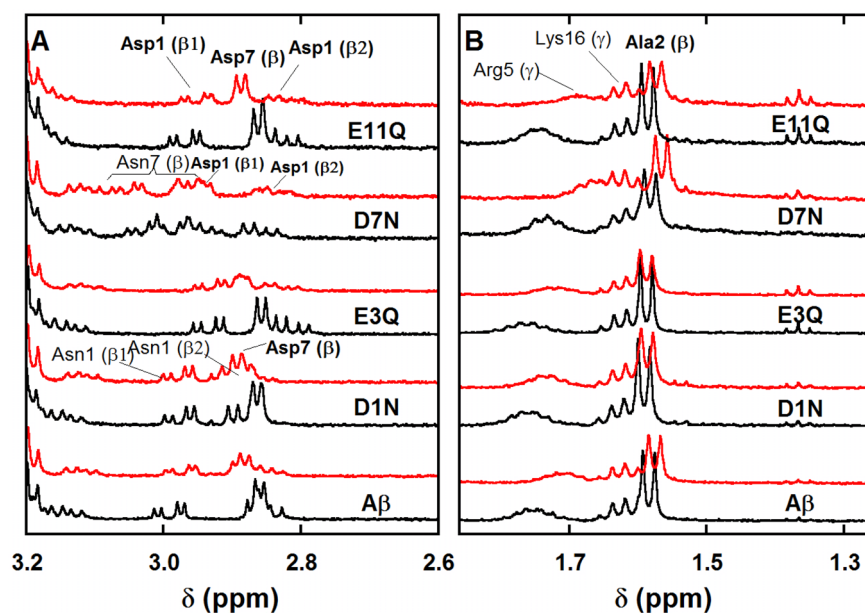 A
Asp1 (β1)
Asp7 (β)
Asp1 (β2)
E11Q
Asn7 (β)
Asp1 (β1)
Asp1 (β2)
D7N
E3Q
Asn1 (β1)
Asn1 (β2)
Asp7 (β)
D1N
Aβ
3.2 3.0 2.8 2.6
δ (ppm)
B
Lys16 (γ)
Arg5 (γ)
Ala2 (β)
E11Q
D7N
E3Q
D1N
Aβ
1.7 1.5 1.3
δ (ppm)